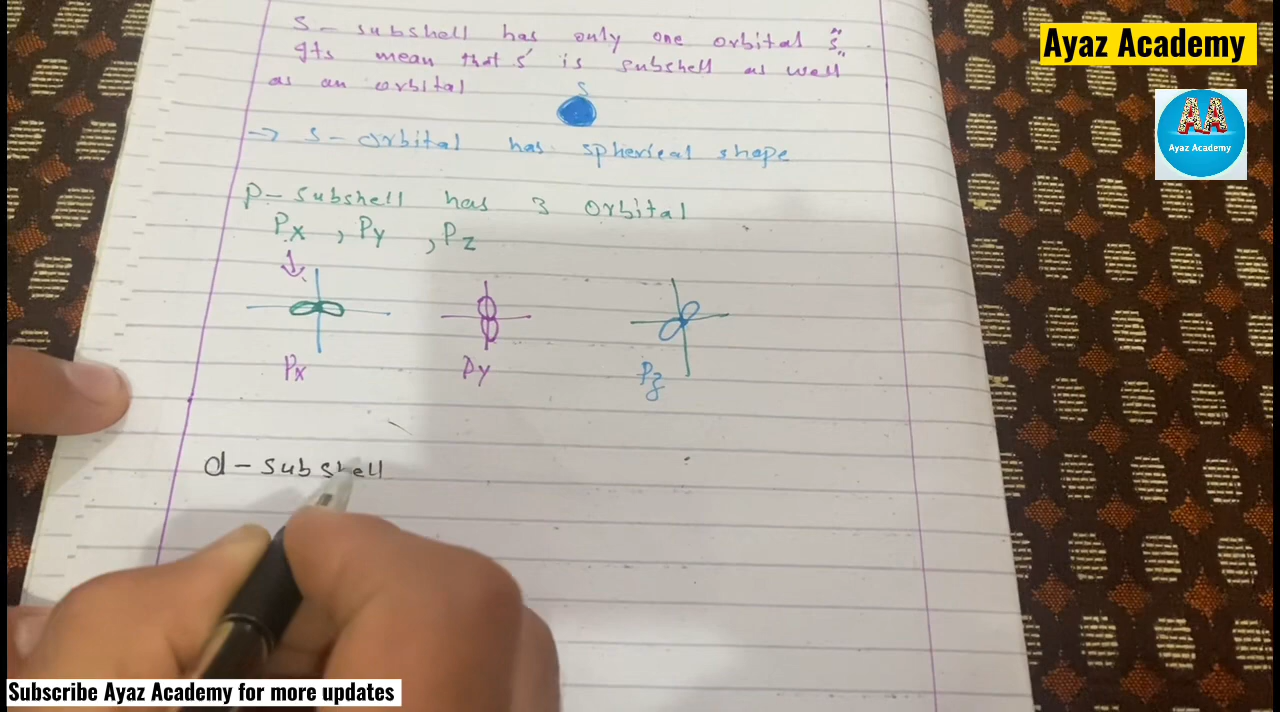 S - subshell has only one orbital "s".
Its mean that s is subshell as well
as an orbital
S
→ s - orbital has spherical shape
P - subshell has 3 orbital
Px , Py , Pz
Px Py Pz
d - subshell
Ayaz Academy
AA
Ayaz Academy
Subscribe Ayaz Academy for more updates